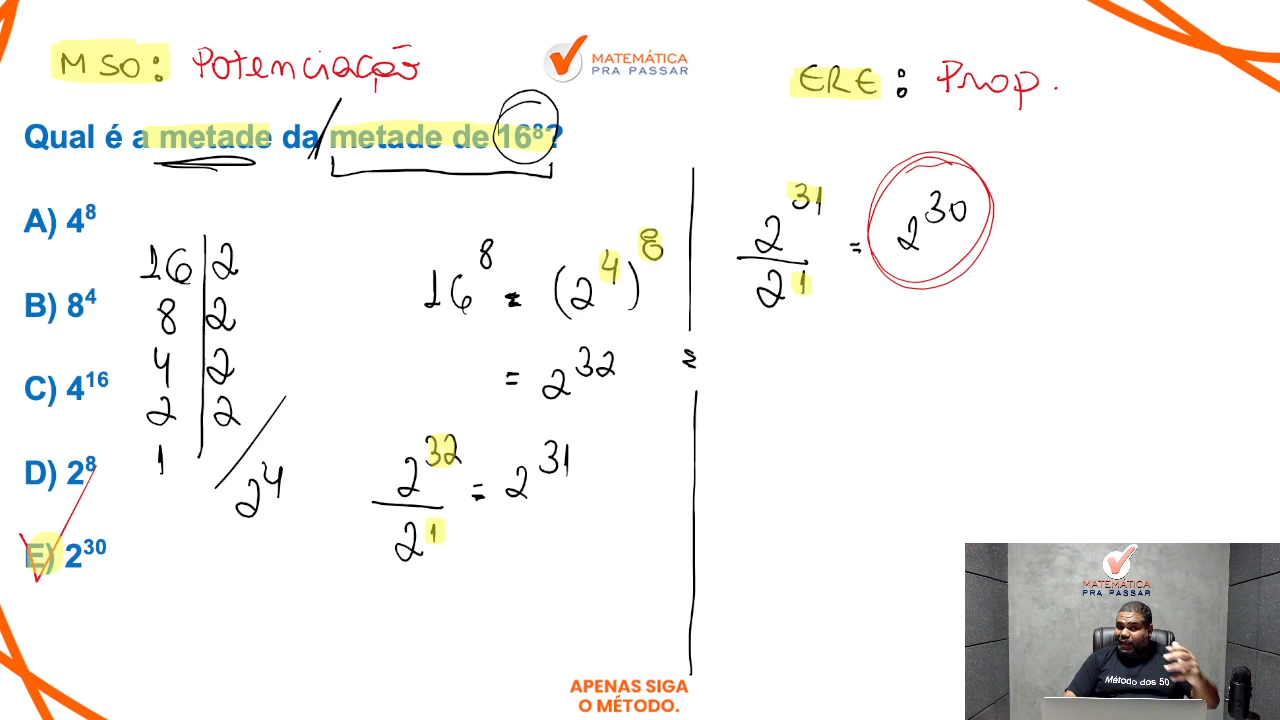 MSO: Potenciação
MATEMÁTICA
PRA PASSAR
ERE: Prop.
Qual é a metade da metade de 16⁸?
A) 4⁸
B) 8⁴
C) 4¹⁶
D) 2⁸
E) 2³⁰
16 | 2
8 | 2
4 | 2
2 | 2
1
2⁴
16⁸ = (2⁴)⁸
= 2³²
2³²/2¹ = 2³¹
2³¹/2¹ = 2³⁰
MATEMÁTICA
PRA PASSAR
Método dos 50
APENAS SIGA
O MÉTODO.